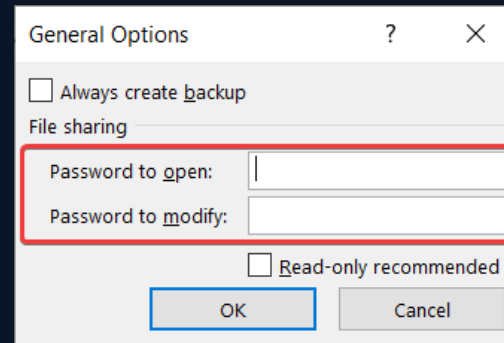 General Options ?
Always create backup
File sharing
Password to open:
Password to modify:
Read-only recommended
OK Cancel